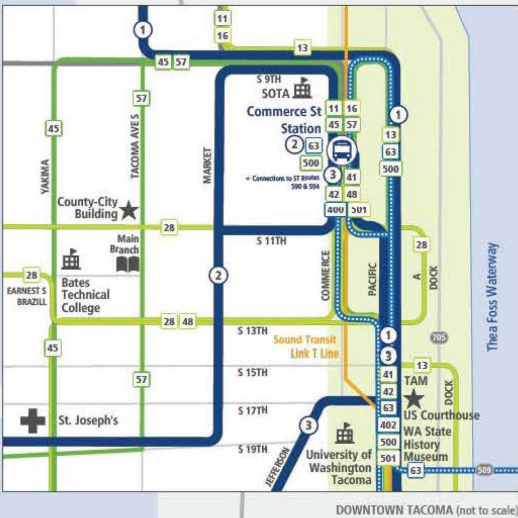 1
11
16
13
45 57
S 9TH
SOTA
57
Commerce St
Station
11 16
45 57
2 63
500
3
+ Connections to ST Routes
590 & 594
41
42 48
400 501
1
13
63
500
45
YAKIMA
TACOMA AVE S
MARKET
County-City
Building
28
Main
Branch
S 11TH
28
EARNEST S
BRAZILL
Bates
Technical
College
2
COMMERCE
PACIFIC
28
A
DOCK
Thea Foss Waterway
28 48
S 13TH
705
45
Sound Transit
Link T Line
1
3
S 15TH
57
41
42
63
402
500
501
13
TAM
DOCK
US Courthouse
WA State
History
Museum
St. Joseph's
S 17TH
3
S 19TH
JEFFERSON
University of
Washington
Tacoma
63
509
DOWNTOWN TACOMA (not to scale)